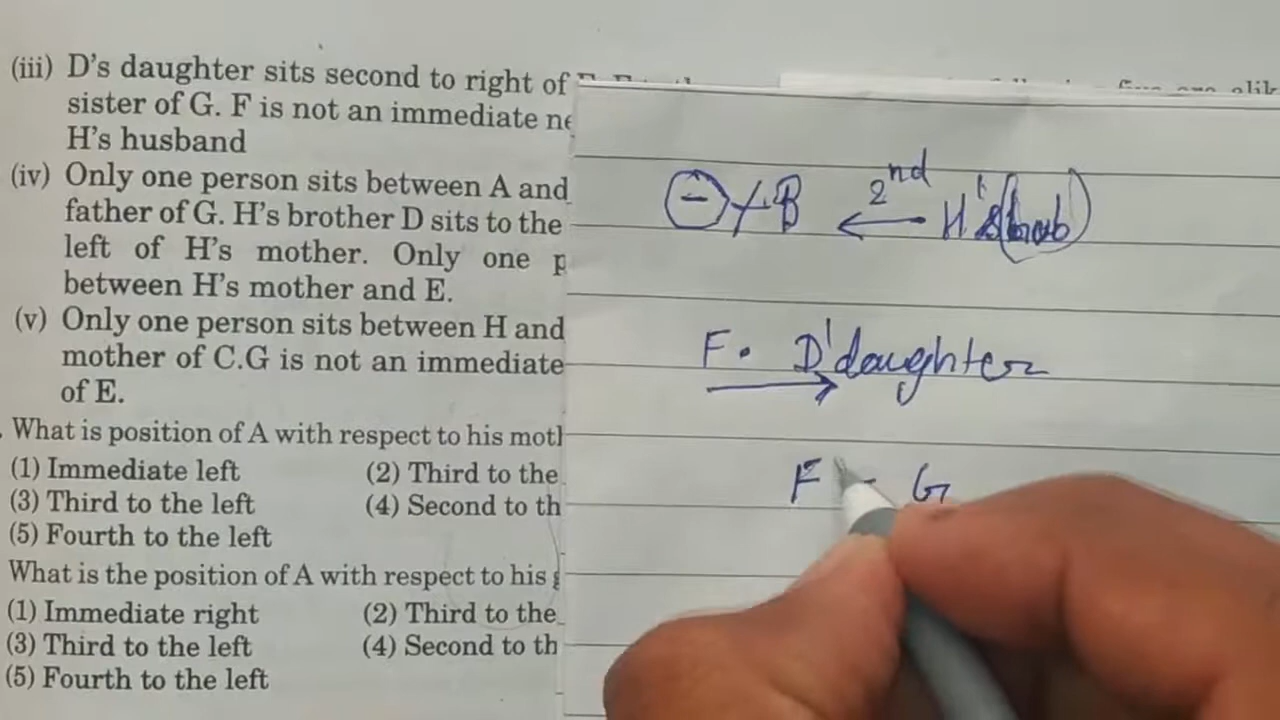 (iii) D's daughter sits second to right of
sister of G. F is not an immediate ne
H's husband
(iv) Only one person sits between A and
father of G. H's brother D sits to the
left of H's mother. Only one p
between H's mother and E.
(v) Only one person sits between H and
mother of C.G is not an immediate
of E.
What is position of A with respect to his motl
(1) Immediate left (2) Third to the
(3) Third to the left (4) Second to th
(5) Fourth to the left
What is the position of A with respect to his
(1) Immediate right (2) Third to the
(3) Third to the left (4) Second to th
(5) Fourth to the left
B 2nd H's hub
F. D'daughter
F - G